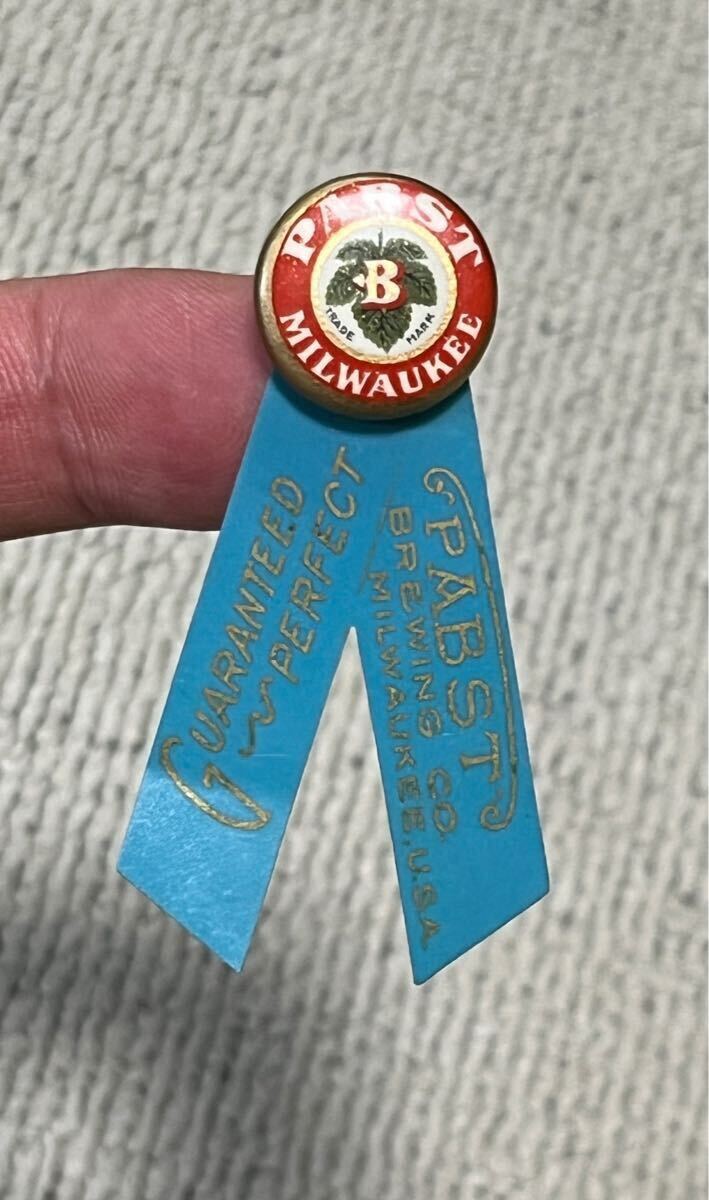 PABST
B
TRADE MARK
MILWAUKEE
GUARANTEED
PERFECT
PABST
BREWING CO.
MILWAUKEE, U.S.A.